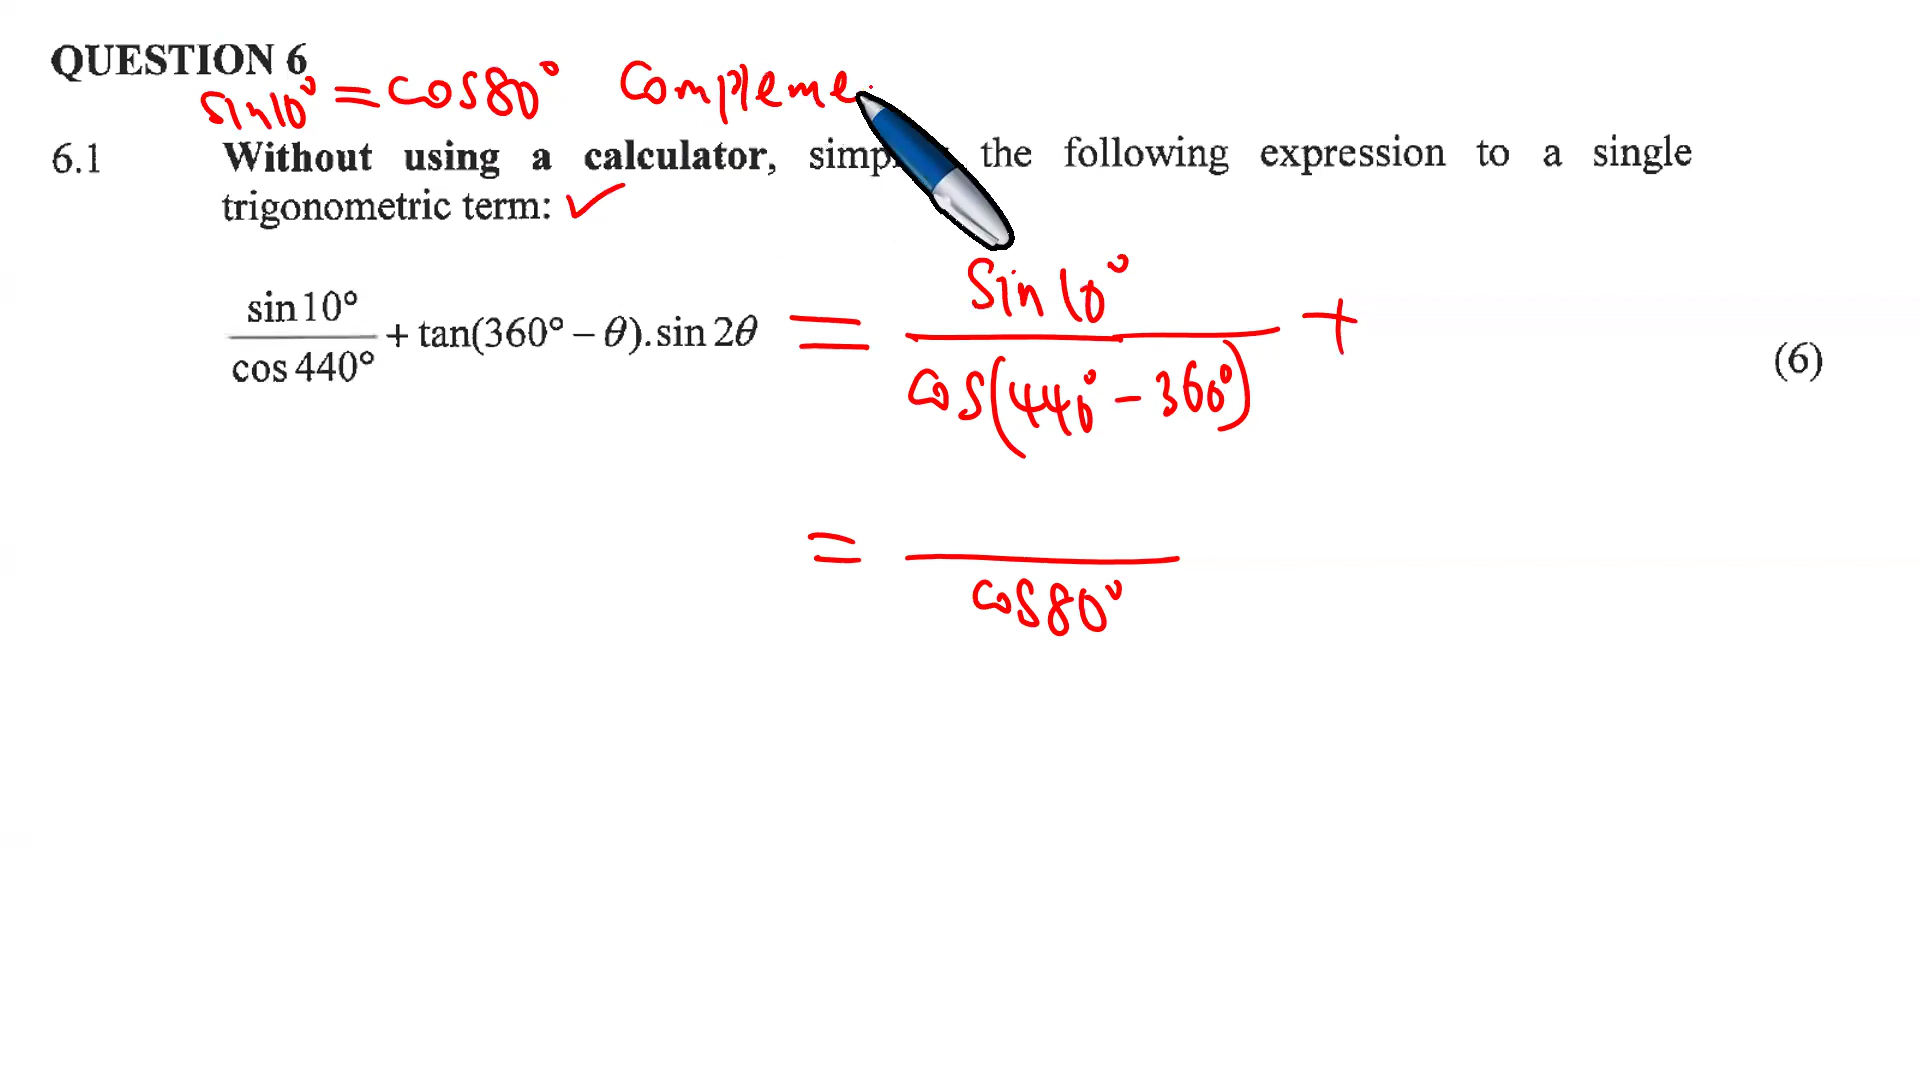 QUESTION 6
sin10° = cos80° Compleme
6.1 Without using a calculator, the following expression to a single
trigonometric term: ✓
sin10°/cos440° + tan(360° − θ).sin2θ = sin10°/cos(440° − 360°) +
(6)
= /cos80°